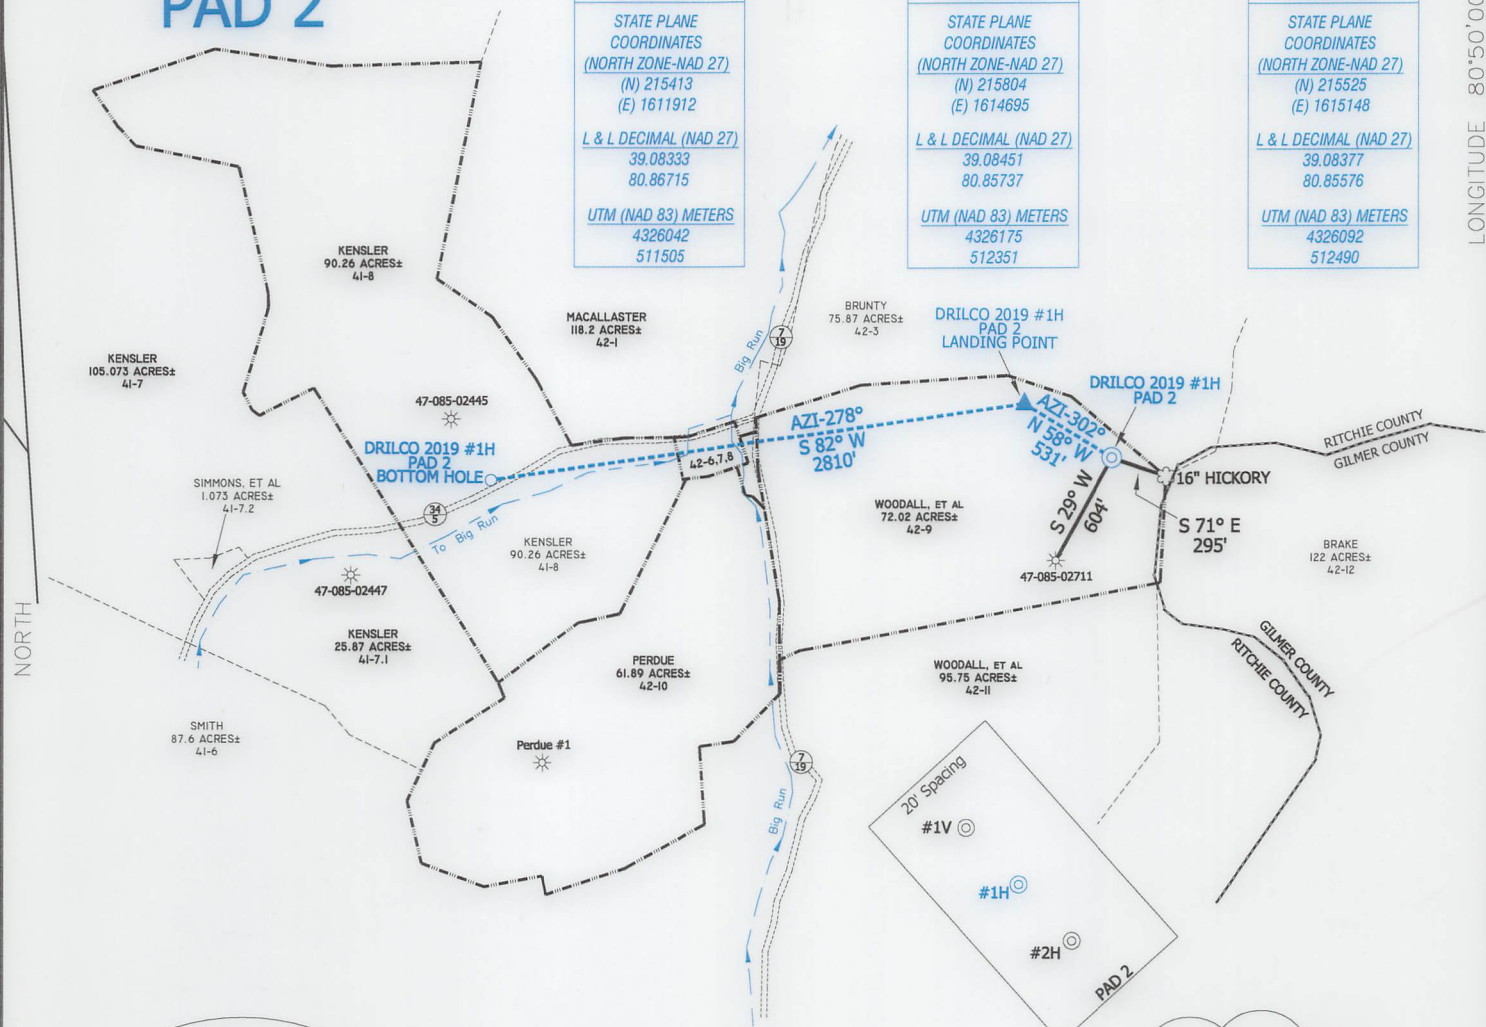 PAD 2
STATE PLANE
COORDINATES
(NORTH ZONE-NAD 27)
(N) 215413
(E) 1611912
L & L DECIMAL (NAD 27)
39.08333
80.86715
UTM (NAD 83) METERS
4326042
511505
STATE PLANE
COORDINATES
(NORTH ZONE-NAD 27)
(N) 215804
(E) 1614695
L & L DECIMAL (NAD 27)
39.08451
80.85737
UTM (NAD 83) METERS
4326175
512351
STATE PLANE
COORDINATES
(NORTH ZONE-NAD 27)
(N) 215525
(E) 1615148
L & L DECIMAL (NAD 27)
39.08377
80.85576
UTM (NAD 83) METERS
4326092
512490
LONGITUDE 80°50'00
KENSLER
90.26 ACRES±
41-8
MACALLASTER
118.2 ACRES±
42-1
BRUNTY
75.87 ACRES±
42-3
DRILCO 2019 #1H
PAD 2
LANDING POINT
7
19
Big Run
KENSLER
105.073 ACRES±
41-7
DRILCO 2019 #1H
PAD 2
47-085-02445
AZI-302°
N 58° W
531'
AZI-278°
S 82° W
2810'
RITCHIE COUNTY
GILMER COUNTY
DRILCO 2019 #1H
PAD 2
BOTTOM HOLE
42-6,7,8
16" HICKORY
SIMMONS, ET AL
1.073 ACRES±
41-7.2
34
5
To Big Run
WOODALL, ET AL
72.02 ACRES±
42-9
S 29° W
604'
S 71° E
295'
KENSLER
90.26 ACRES±
41-8
BRAKE
122 ACRES±
42-12
47-085-02711
47-085-02447
NORTH
KENSLER
25.87 ACRES±
41-7.1
PERDUE
61.89 ACRES±
42-10
WOODALL, ET AL
95.75 ACRES±
42-11
GILMER COUNTY
RITCHIE COUNTY
SMITH
87.6 ACRES±
41-6
Perdue #1
7
19
Big Run
20' Spacing
#1V
#1H
#2H
PAD 2